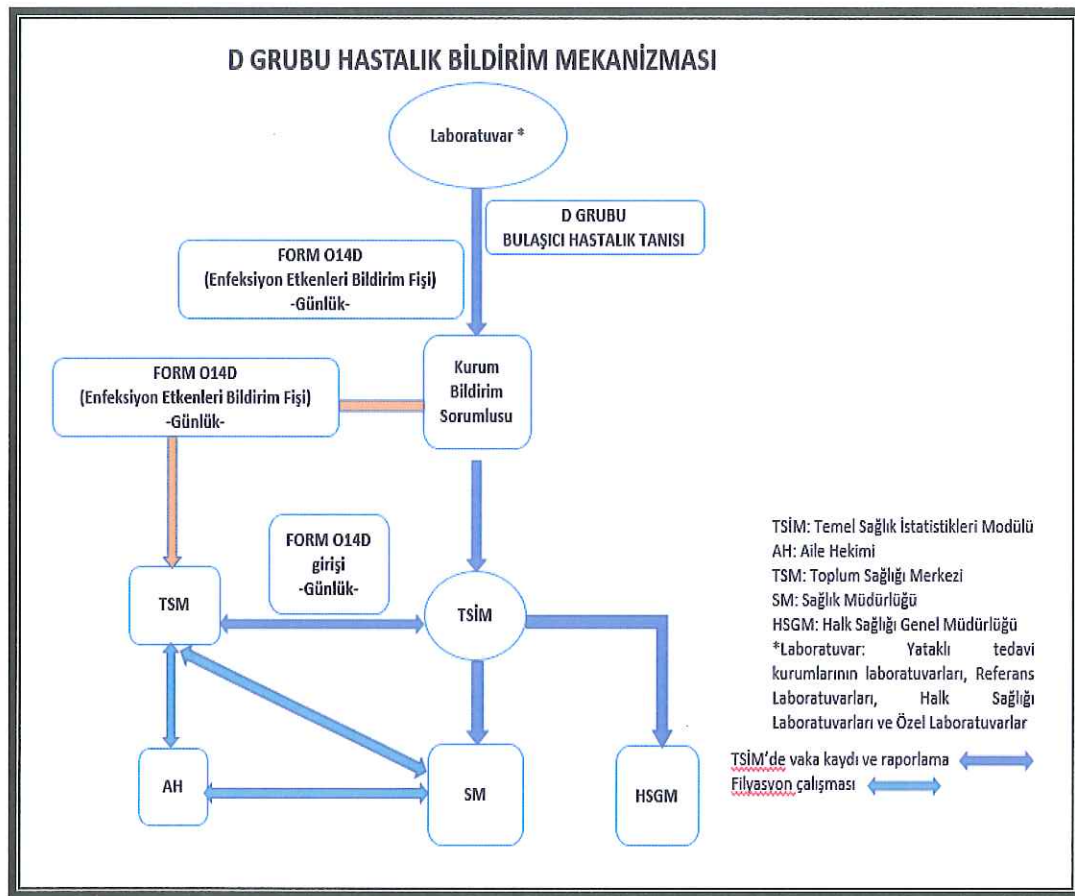 D GRUBU HASTALIK BİLDİRİM MEKANİZMASI
Laboratuvar *
D GRUBU
BULAŞICI HASTALIK TANISI
FORM O14D
(Enfeksiyon Etkenleri Bildirim Fişi)
-Günlük-
Kurum
Bildirim
Sorumlusu
FORM O14D
(Enfeksiyon Etkenleri Bildirim Fişi)
-Günlük-
FORM O14D
girişi
-Günlük-
TSM
TSİM
AH
SM
HSGM
TSİM: Temel Sağlık İstatistikleri Modülü
AH: Aile Hekimi
TSM: Toplum Sağlığı Merkezi
SM: Sağlık Müdürlüğü
HSGM: Halk Sağlığı Genel Müdürlüğü
*Laboratuvar: Yataklı tedavi
kurumlarının laboratuvarları, Referans
Laboratuvarları, Halk Sağlığı
Laboratuvarları ve Özel Laboratuvarlar
TSİM'de vaka kaydı ve raporlama
Filyasyon çalışması